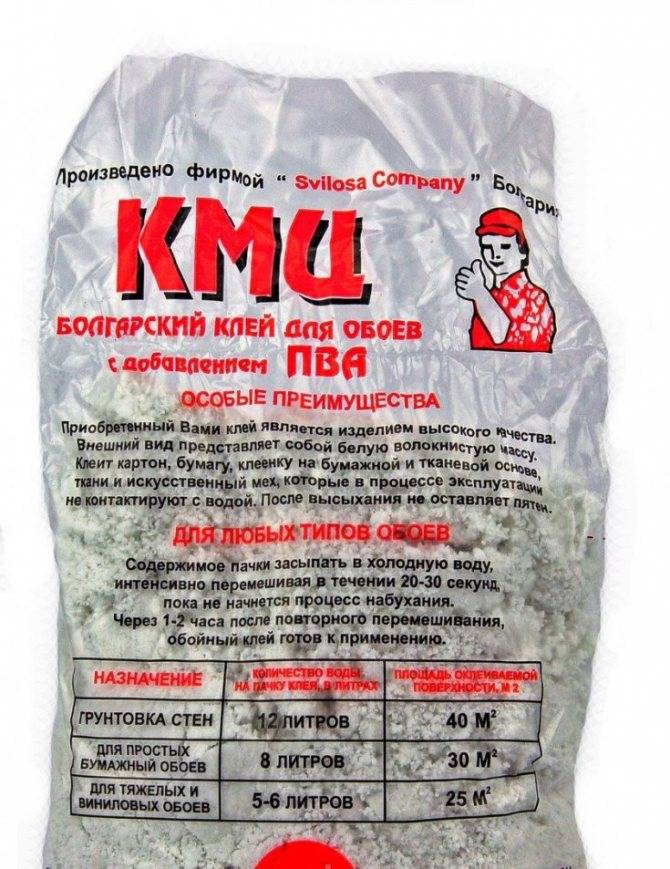 Произведено фирмой “ Svilosa Company ” Болгария
КМЦ
БОЛГАРСКИЙ КЛЕЙ ДЛЯ ОБОЕВ
с добавлением ПВА
ОСОБЫЕ ПРЕИМУЩЕСТВА
Приобретенный Вами клей является изделием высокого качества.
Внешний вид представляет собой белую волокнистую массу.
Клеит картон, бумагу, клеенку на бумажной и тканевой основе,
ткани и искусственный мех, которые в процессе эксплуатации
не контактируют с водой. После высыхания не оставляет пятен.
ДЛЯ ЛЮБЫХ ТИПОВ ОБОЕВ
Содержимое пачки засыпать в холодную воду,
интенсивно перемешивая в течении 20-30 секунд,
пока не начнется процесс набухания.
Через 1-2 часа после повторного перемешивания,
обойный клей готов к применению.
НАЗНАЧЕНИЕ КОЛИЧЕСТВО ВОДЫ НА ПАЧКУ КЛЕЯ, В ЛИТРАХ ПЛОЩАДЬ ОКЛЕИВАЕМОЙ ПОВЕРХНОСТИ, М 2
ГРУНТОВКА СТЕН 12 ЛИТРОВ 40 М²
ДЛЯ ПРОСТЫХ БУМАЖНЫЙ ОБОЕВ 8 ЛИТРОВ 30 М²
ДЛЯ ТЯЖЕЛЫХ И ВИНИЛОВЫХ ОБОЕВ 5-6 ЛИТРОВ 25 М²